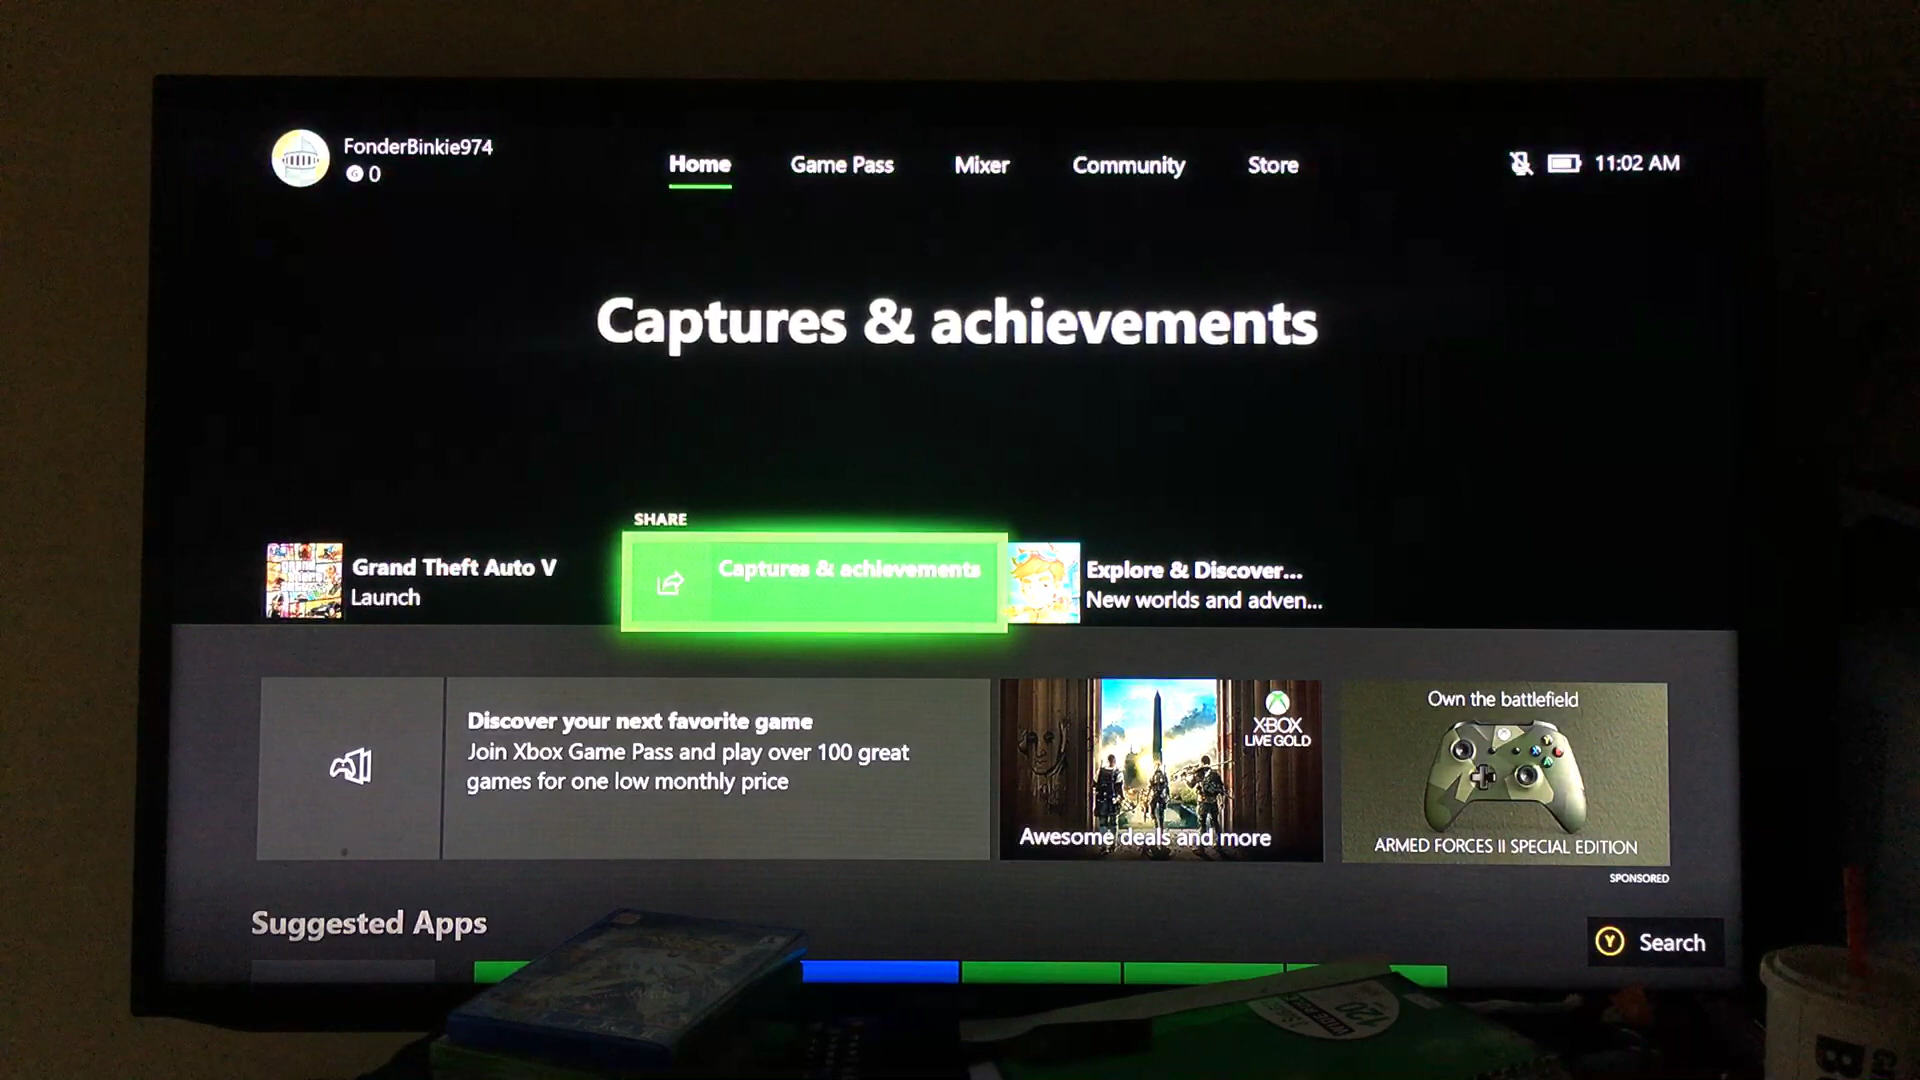 FonderBinkie974
G 0
Home
Game Pass
Mixer
Community
Store
11:02 AM
Captures & achievements
SHARE
Grand Theft Auto V
Launch
Captures & achievements
Explore & Discover...
New worlds and adven...
Discover your next favorite game
Join Xbox Game Pass and play over 100 great
games for one low monthly price
XBOX
LIVE GOLD
Awesome deals and more
Own the battlefield
ARMED FORCES II SPECIAL EDITION
SPONSORED
Suggested Apps
Y Search
120
WIDE RULED